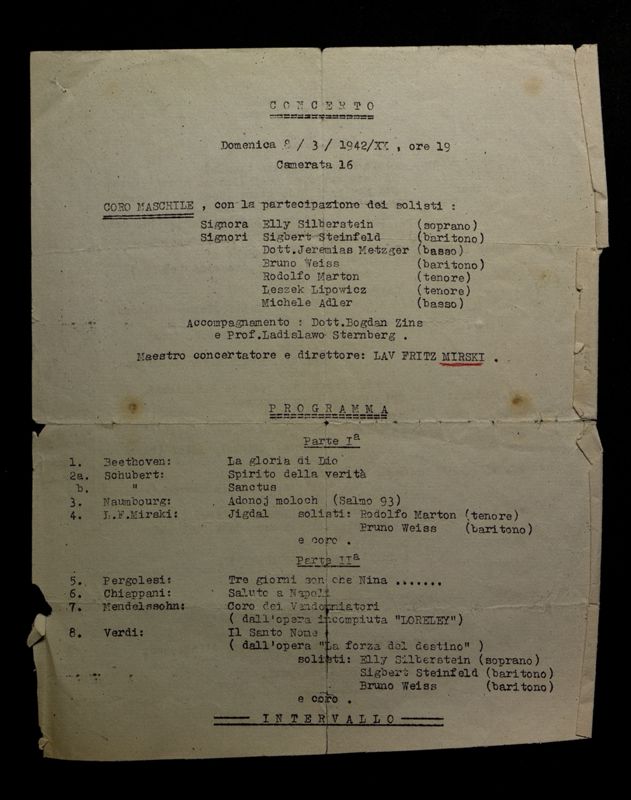 CONCERTO
Domenica 8 / 3 / 1942/XX , ore 19
Camerata 16
CORO MASCHILE , con la partecipazione dei solisti :
Signora Elly Silberstein (soprano)
Signori Sigbert Steinfeld (baritono)
Dott.Jeremias Metzger (basso)
Bruno Weiss (baritono)
Rodolfo Marton (tenore)
Leszek Lipowicz (tenore)
Michele Adler (basso)
Accompagnamento : Dott.Bogdan Zins
e Prof.Ladislawo Sternberg .
Maestro concertatore e direttore: LAV FRITZ MIRSKI .
PROGRAMMA
Parte Iª
1. Beethoven: La gloria di Dio
2a. Schubert: Spirito della verità
b. " Sanctus
3. Naumbourg: Adonoj moloch (Salmo 93)
4. L.F.Mirski: Jigdal solisti: Rodolfo Marton (tenore)
Bruno Weiss (baritono)
e coro .
Parte IIª
5. Pergolesi: Tre giorni son che Nina .......
6. Chiappani: Saluto a Napoli
7. Mendelssohn: Coro dei Vendemmiatori
( dall'opera incompiuta "LORELEY")
8. Verdi: Il Santo Nome
( dall'opera "La forza del destino" )
solisti: Elly Silberstein (soprano)
Sigbert Steinfeld (baritono)
Bruno Weiss (baritono)
e coro .
INTERVALLO